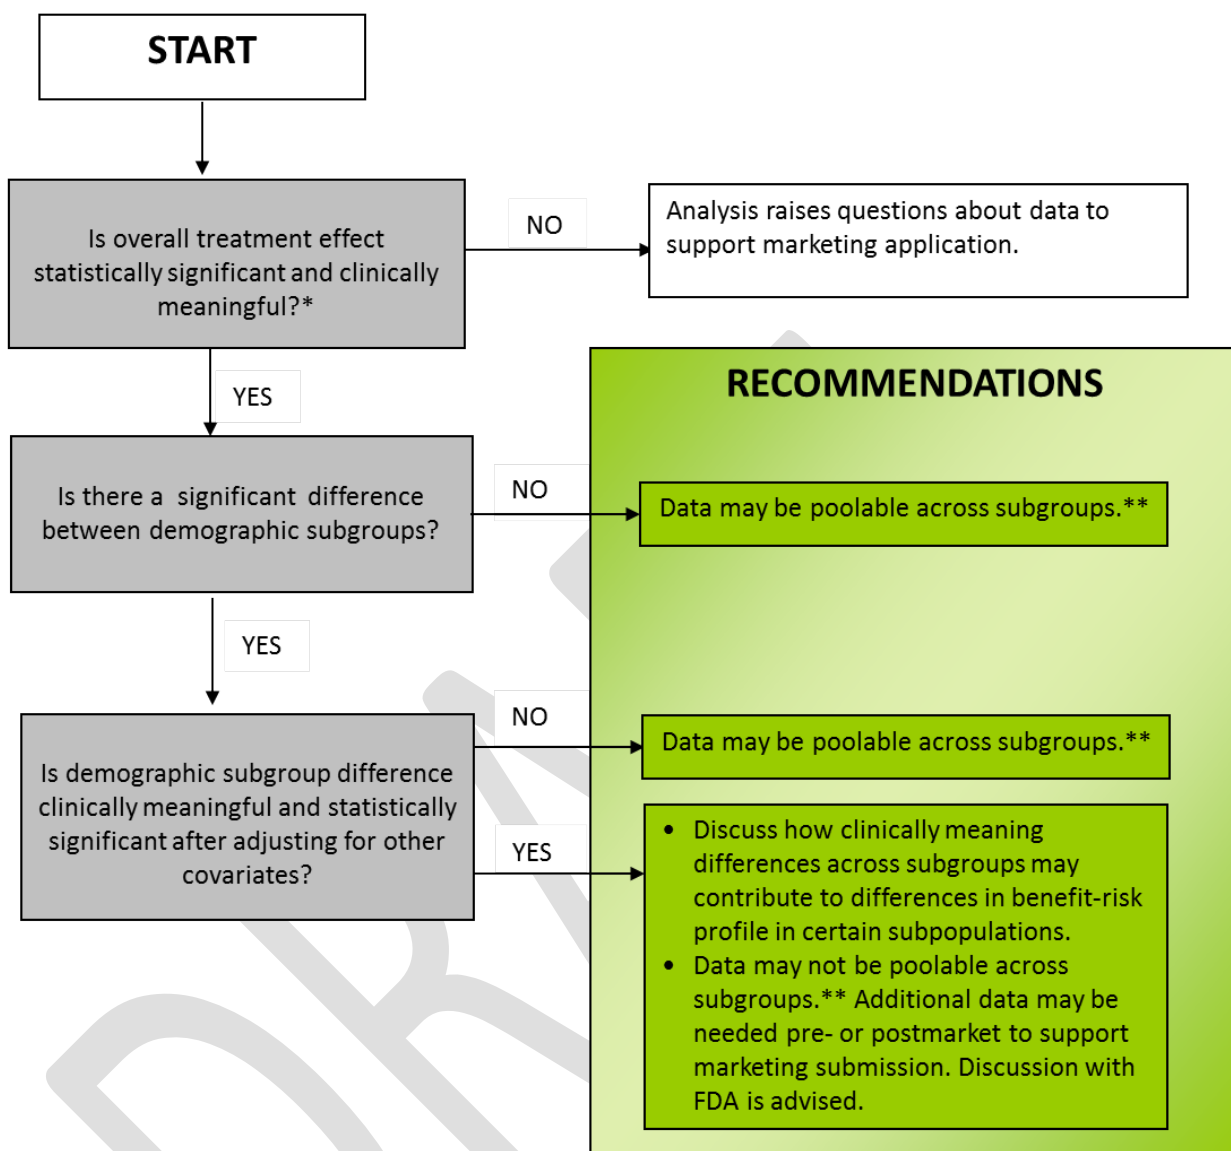 START
Is overall treatment effect
statistically significant and clinically
meaningful?*
NO
Analysis raises questions about data to
support marketing application.
YES
RECOMMENDATIONS
Is there a significant difference
between demographic subgroups?
NO
Data may be poolable across subgroups.**
YES
Is demographic subgroup difference
clinically meaningful and statistically
significant after adjusting for other
covariates?
NO
Data may be poolable across subgroups.**
YES
• Discuss how clinically meaning
differences across subgroups may
contribute to differences in benefit-risk
profile in certain subpopulations.
• Data may not be poolable across
subgroups.** Additional data may be
needed pre- or postmarket to support
marketing submission. Discussion with
FDA is advised.